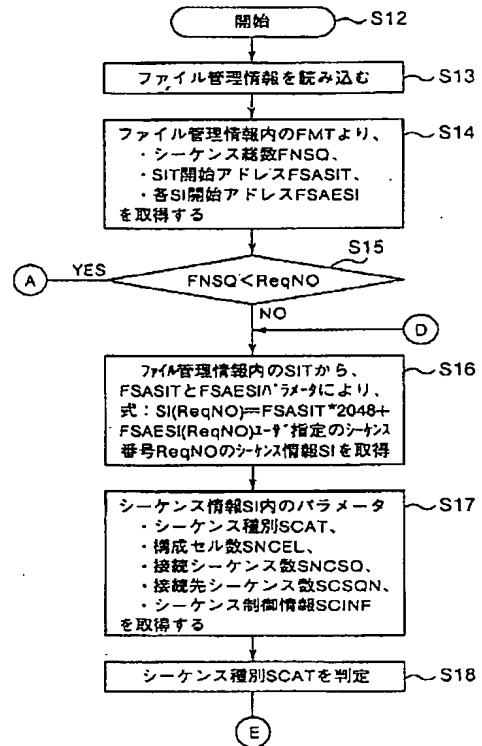 開始
S12
ファイル管理情報を読み込む
S13
ファイル管理情報内のFMTより、
・シーケンス総数FNSQ、
・SIT開始アドレスFSASIT、
・各SI開始アドレスFSAESI
を取得する
S14
S15
FNSQ<ReqNO
YES
A
NO
D
ファイル管理情報内のSITから、
FSASITとFSAESIパラメータにより、
式：SI(ReqNO)=FSASIT*2048+
FSAESI(ReqNO)ユーザ指定のシーケンス
番号ReqNOのシーケンス情報SIを取得
S16
シーケンス情報SI内のパラメータ
・シーケンス種別SCAT、
・構成セル数SNCEL、
・接続シーケンス数SNCSQ、
・接続先シーケンス数SCSQN、
・シーケンス制御情報SCINF
を取得する
S17
シーケンス種別SCATを判定
S18
E